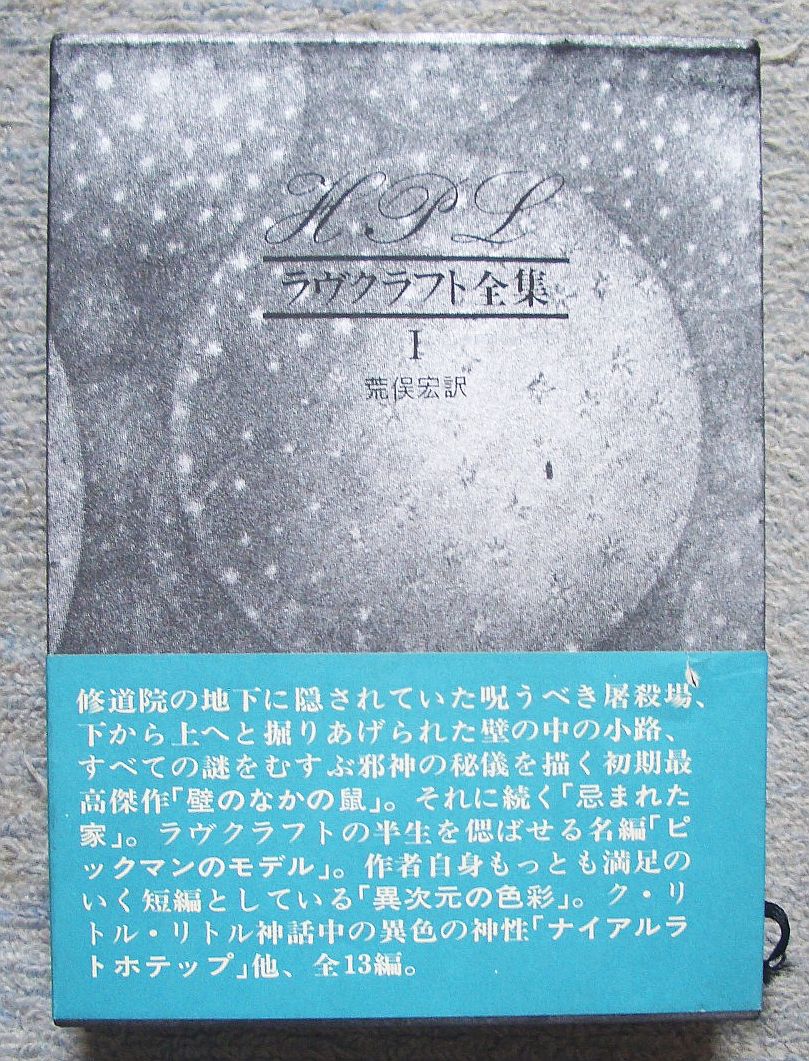 HPL
ラヴクラフト全集
I
荒俣宏訳
修道院の地下に隠されていた呪うべき屠殺場、
下から上へと掘りあげられた壁の中の小路、
すべての謎をむすぶ邪神の秘儀を描く初期最
高傑作「壁のなかの鼠」。それに続く「忌まれた
家」。ラヴクラフトの半生を偲ばせる名編「ピ
ックマンのモデル」。作者自身もっとも満足の
いく短編としている「異次元の色彩」。ク・リ
トル・リトル神話中の異色の神性「ナイアルラ
トホテップ」他、全13編。